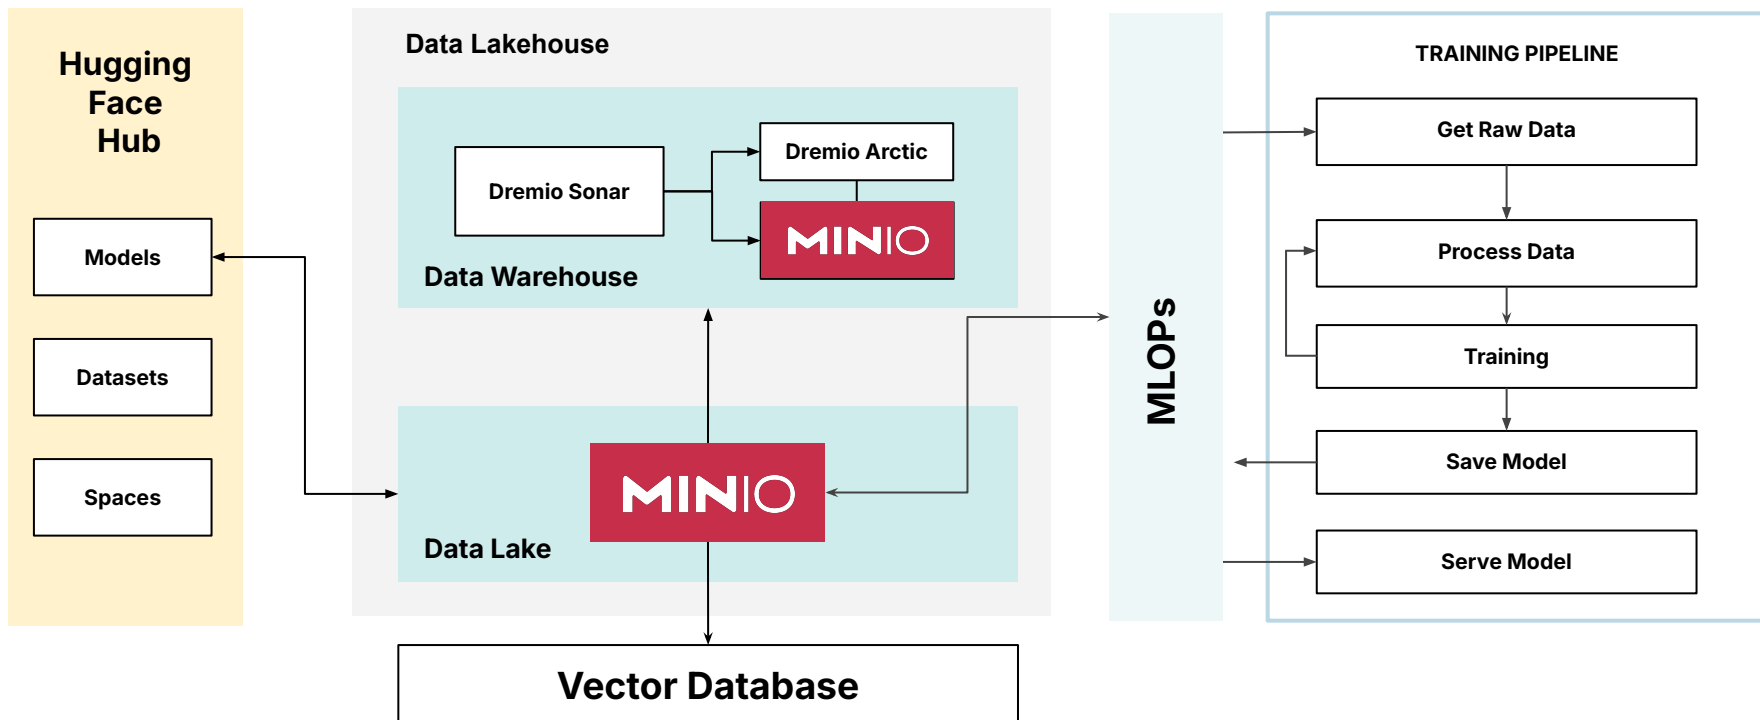 Hugging
Face
Hub
Models
Datasets
Spaces
Data Lakehouse
Dremio Sonar
Dremio Arctic
MINIO
Data Warehouse
MINIO
Data Lake
Vector Database
MLOPs
TRAINING PIPELINE
Get Raw Data
Process Data
Training
Save Model
Serve Model